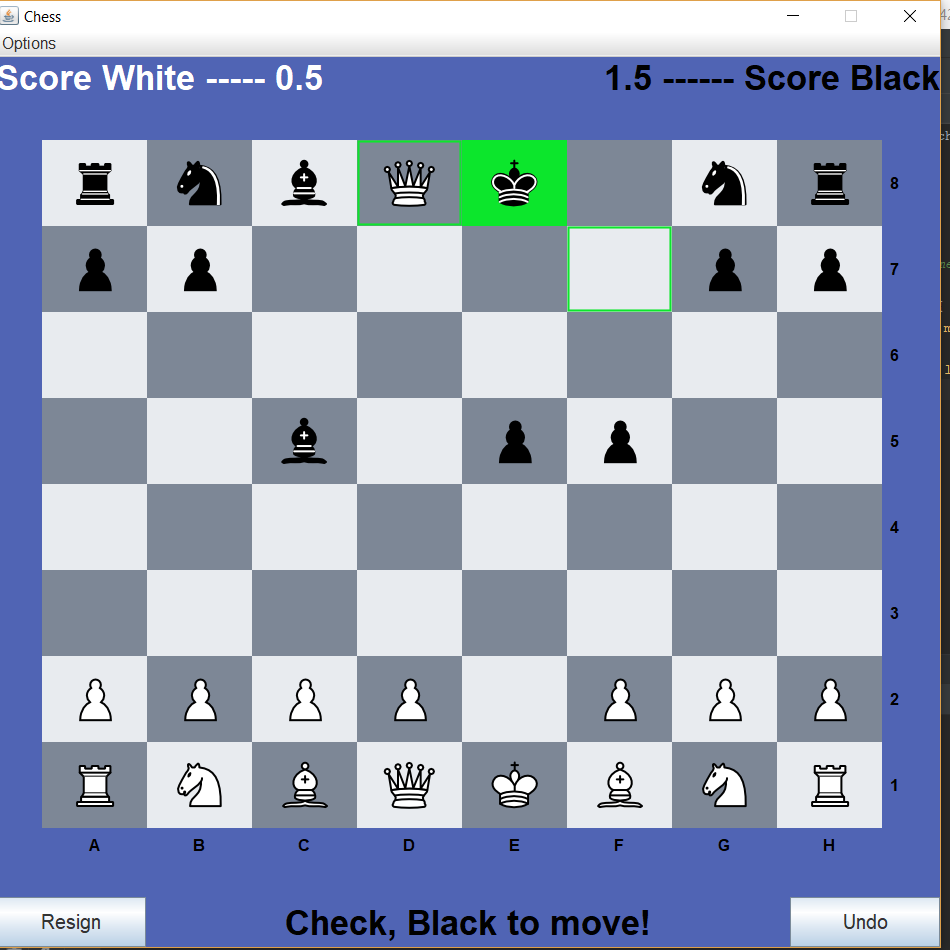 Chess
Options
Score White ----- 0.5
1.5 ------ Score Black
8
7
6
5
4
3
2
1
A B C D E F G H
Resign
Check, Black to move!
Undo